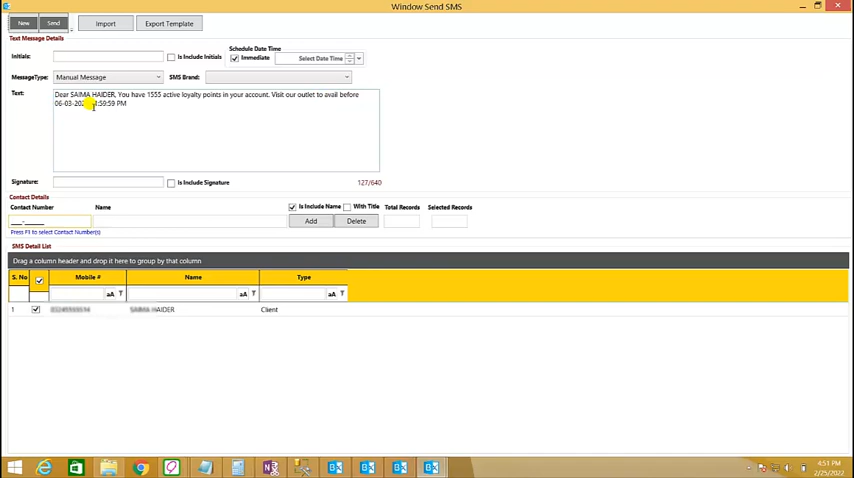 Window Send SMS
New Send Import Export Template
Text Message Details
Initials: Is Include Initials
Schedule Date Time
Immediate Select Date Time
MessageType: Manual Message SMS Brand:
Text:
Dear SAIMA HAIDER, You have 1555 active loyalty points in your account. Visit our outlet to avail before
:59:59 PM
Signature: Is Include Signature 127/640
Contact Details
Contact Number Name Is Include Name With Title Total Records Selected Records
Add Delete
Press F1 to select Contact Number(s)
SMS Detail List
Drag a column header and drop it here to group by that column
S. No Mobile # Name Type
aA aA aA
1 SAIMA HAIDER Client
4:51 PM
2/25/2022